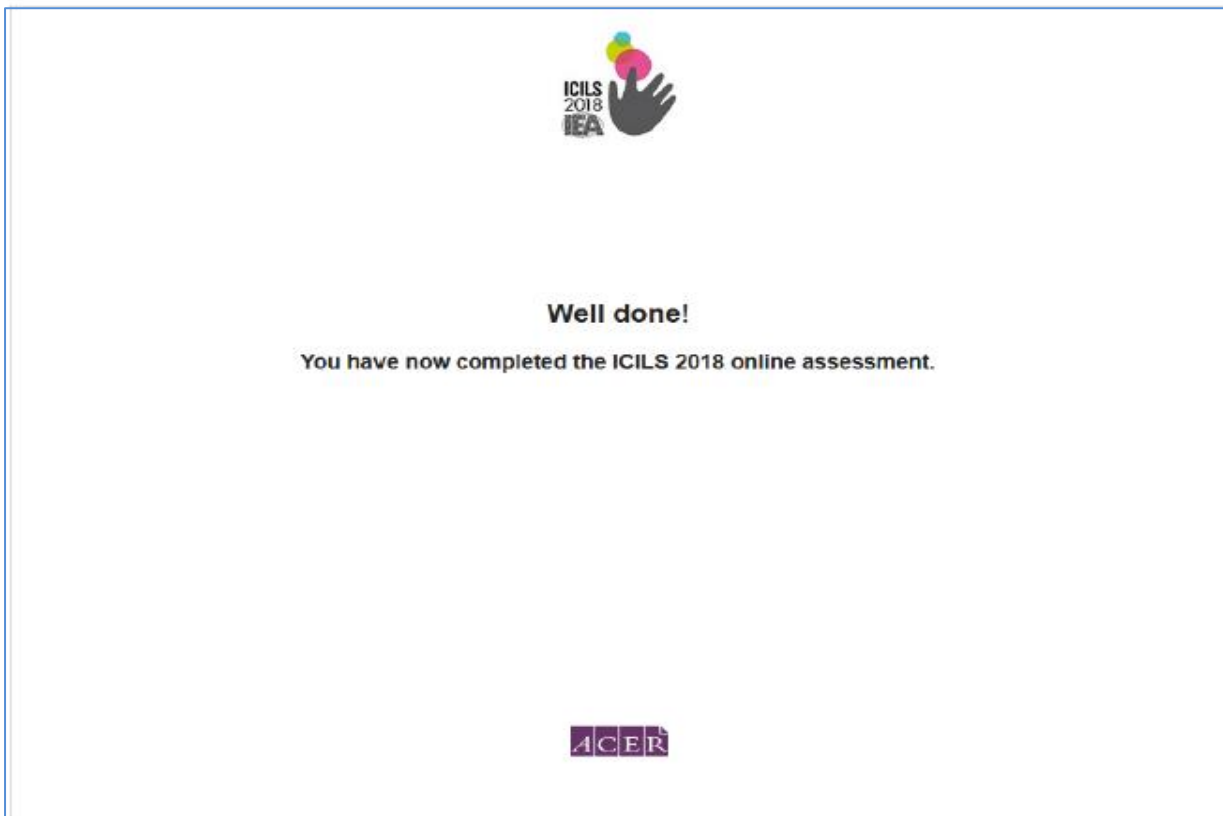 ICILS
2018
IEA
Well done!
You have now completed the ICILS 2018 online assessment.
ACER